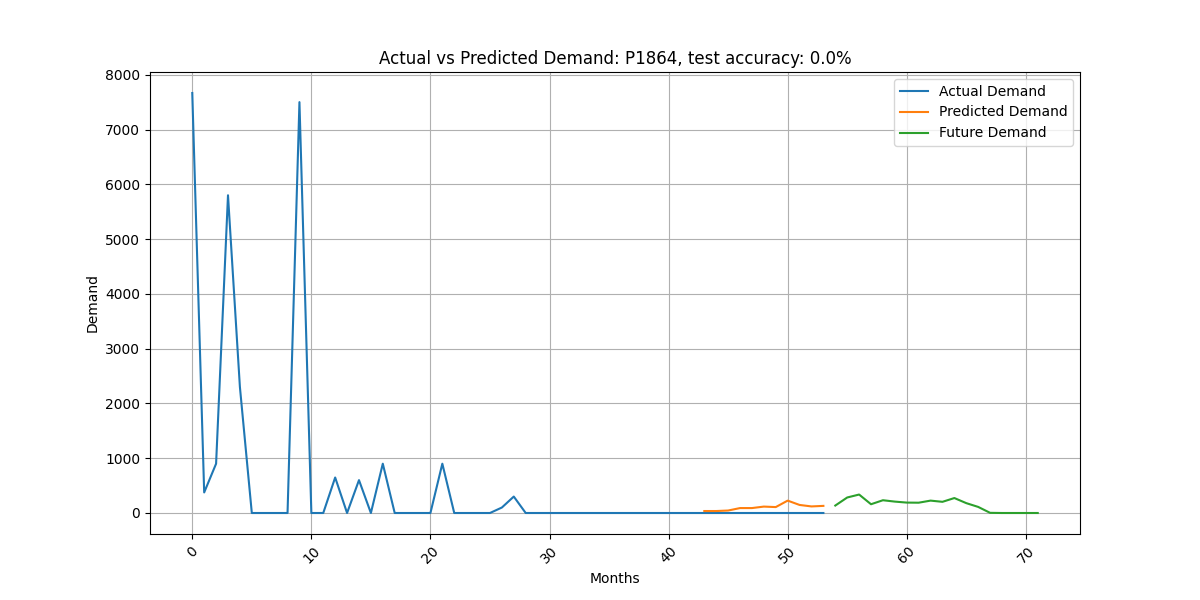 Actual vs Predicted Demand: P1864, test accuracy: 0.0%
8000
7000
6000
5000
4000
3000
2000
1000
0
Demand
Actual Demand
Predicted Demand
Future Demand
0
10
20
30
40
50
60
70
Months